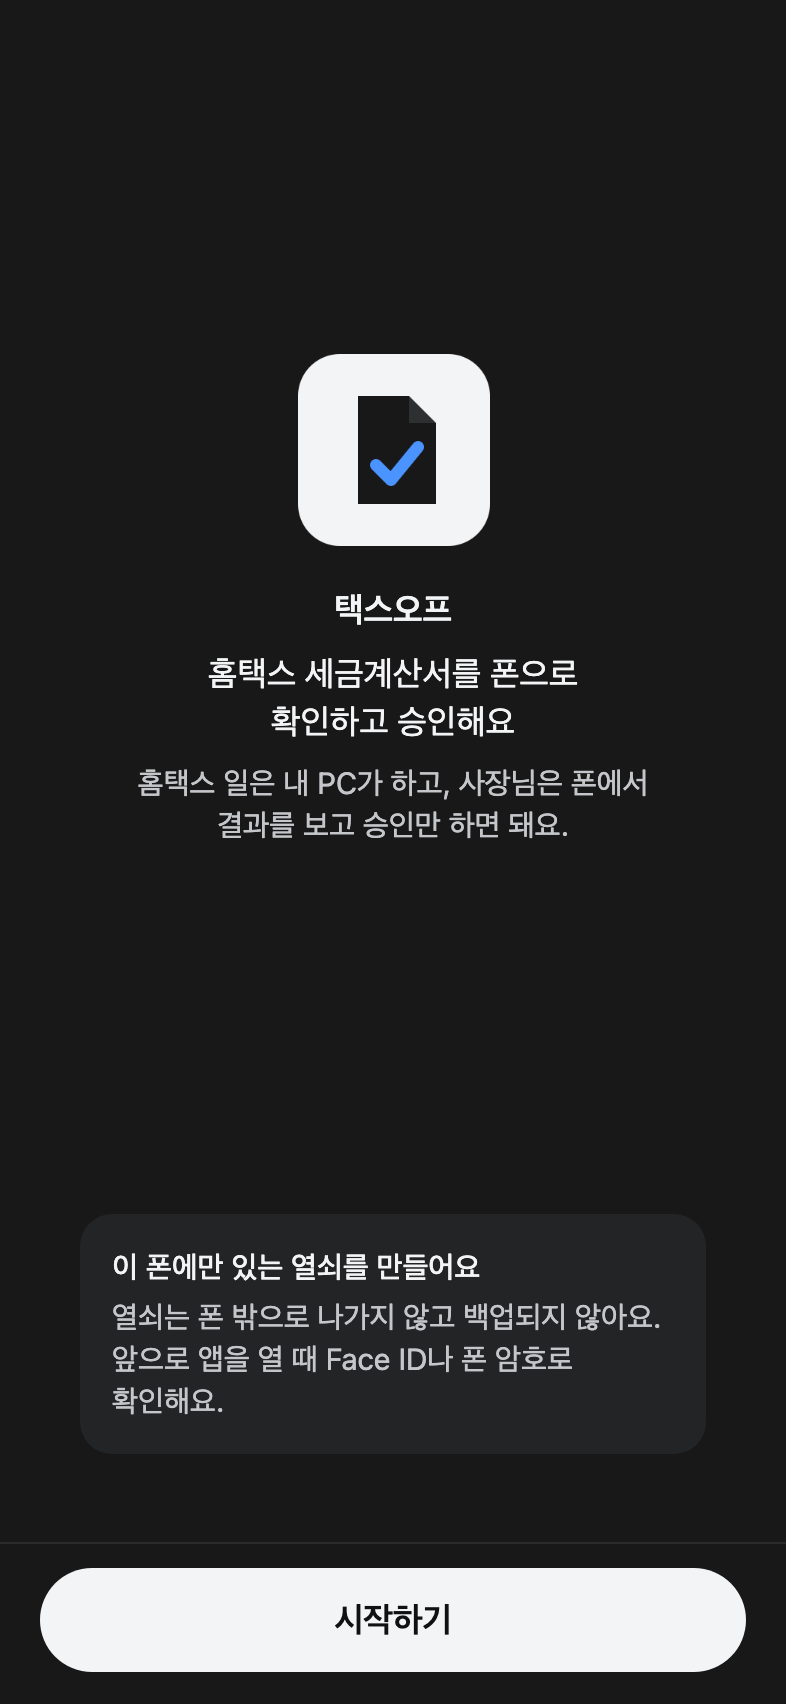 택스오프
홈택스 세금계산서를 폰으로
확인하고 승인해요
홈택스 일은 내 PC가 하고, 사장님은 폰에서
결과를 보고 승인만 하면 돼요.
이 폰에만 있는 열쇠를 만들어요
열쇠는 폰 밖으로 나가지 않고 백업되지 않아요.
앞으로 앱을 열 때 Face ID나 폰 암호로
확인해요.
시작하기